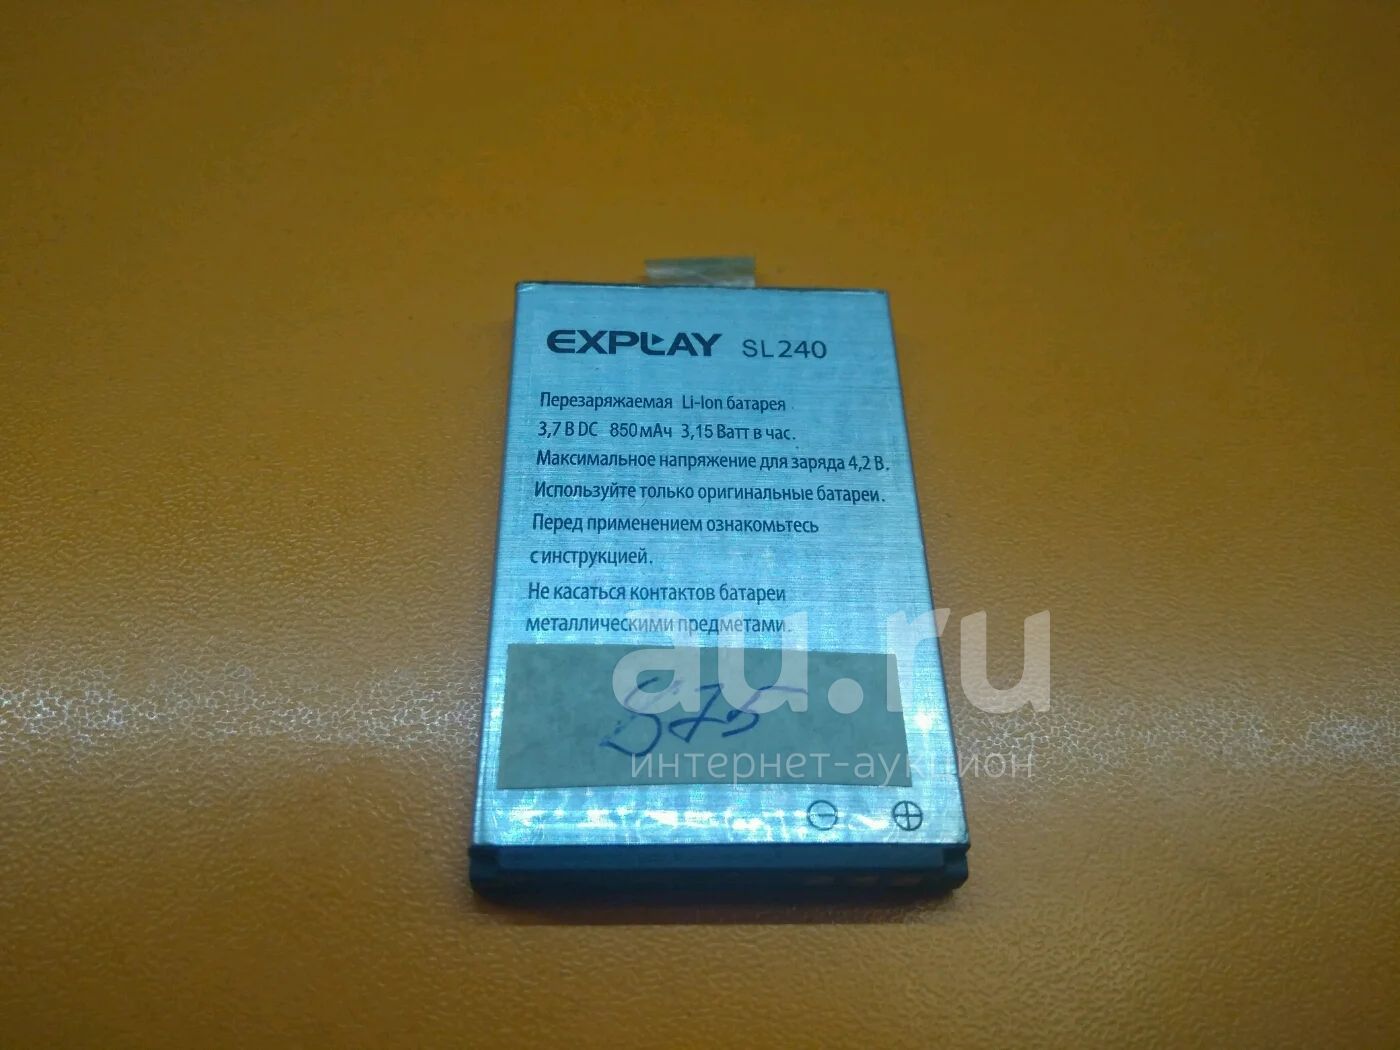 EXPLAY SL240
Перезаряжаемая Li-Ion батарея
3,7 В DC 850 мАч 3,15 Ватт в час.
Максимальное напряжение для заряда 4,2 В.
Используйте только оригинальные батареи.
Перед применением ознакомьтесь
с инструкцией.
Не касаться контактов батареи
металлическими предметами.
au.ru
интернет-аукцион